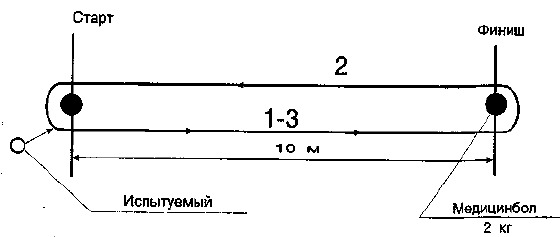 Старт
Финиш
2
1-3
10 м
Испытуемый
Медицинбол
2 кг